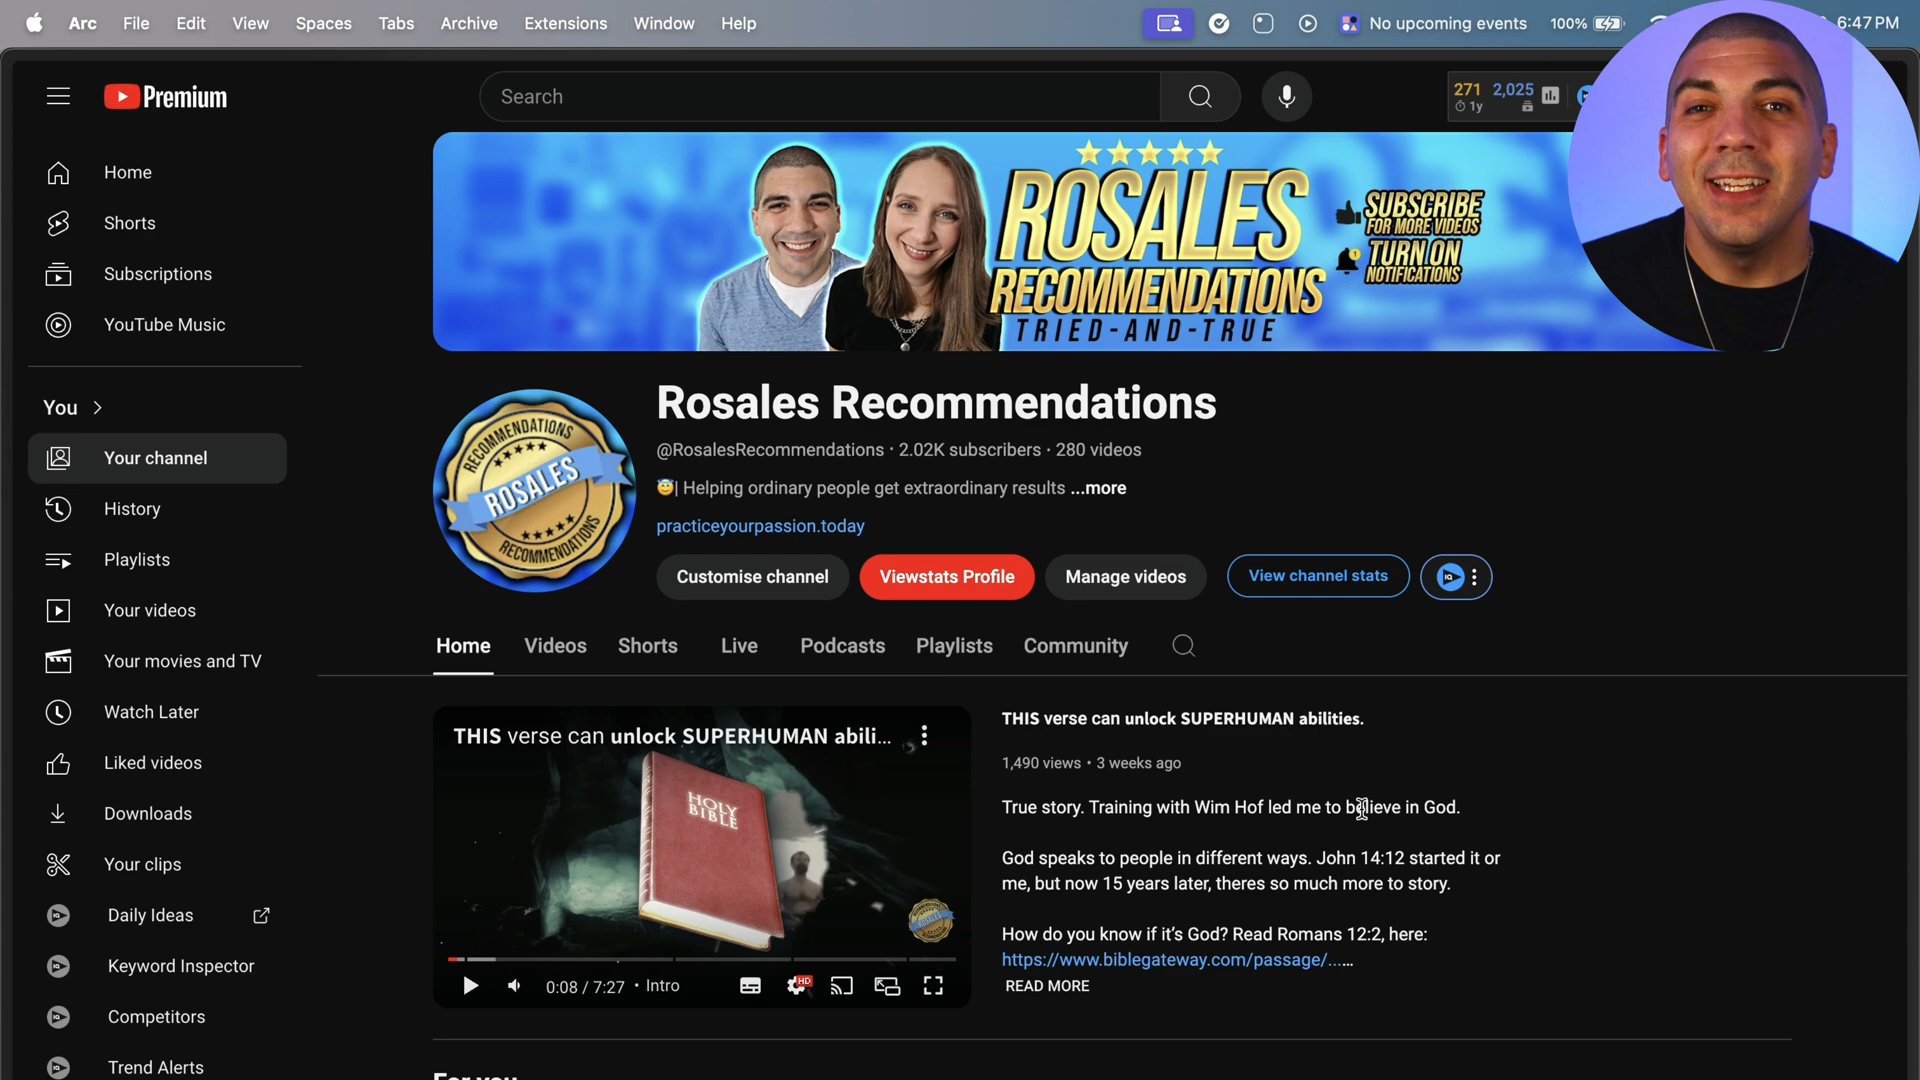 Arc File Edit View Spaces Tabs Archive Extensions Window Help
No upcoming events 100% 6:47 PM
Premium
Search
271 2,025
1y
Home
Shorts
Subscriptions
YouTube Music
You
Your channel
History
Playlists
Your videos
Your movies and TV
Watch Later
Liked videos
Downloads
Your clips
Daily Ideas
Keyword Inspector
Competitors
Trend Alerts
ROSALES
RECOMMENDATIONS
TRIED-AND-TRUE
SUBSCRIBE
FOR MORE VIDEOS
TURN ON
NOTIFICATIONS
RECOMMENDATIONS
ROSALES
RECOMMENDATIONS
Rosales Recommendations
@RosalesRecommendations · 2.02K subscribers · 280 videos
😇| Helping ordinary people get extraordinary results ...more
practiceyourpassion.today
Customise channel
Viewstats Profile
Manage videos
View channel stats
IQ
Home Videos Shorts Live Podcasts Playlists Community
THIS verse can unlock SUPERHUMAN abili...
HOLY
BIBLE
ROSALES
0:08 / 7:27 • Intro
HD
THIS verse can unlock SUPERHUMAN abilities.
1,490 views • 3 weeks ago
True story. Training with Wim Hof led me to believe in God.
God speaks to people in different ways. John 14:12 started it or
me, but now 15 years later, theres so much more to story.
How do you know if it's God? Read Romans 12:2, here:
https://www.biblegateway.com/passage/...…
READ MORE
For you